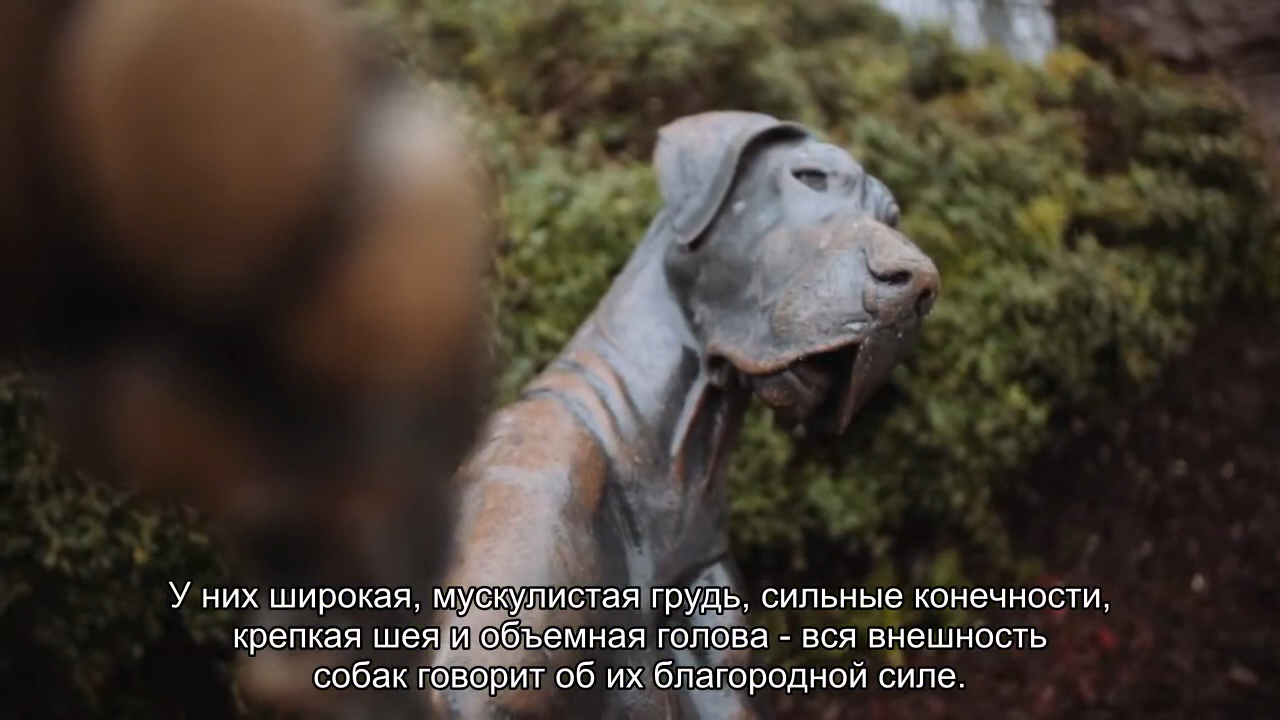 У них широкая, мускулистая грудь, сильные конечности,
крепкая шея и объемная голова - вся внешность
собак говорит об их благородной силе.